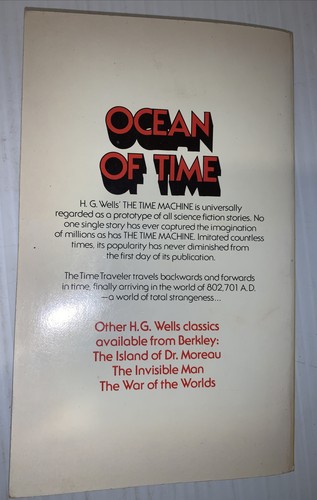 OCEAN
OF TIME
H. G. Wells' THE TIME MACHINE is universally
regarded as a prototype of all science fiction stories. No
one single story has ever captured the imagination
of millions as has THE TIME MACHINE. Imitated countless
times, its popularity has never diminished from
the first day of its publication.
The Time Traveler travels backwards and forwards
in time, finally arriving in the world of 802,701 A.D.
—a world of total strangeness...
Other H.G. Wells classics
available from Berkley:
The Island of Dr. Moreau
The Invisible Man
The War of the Worlds